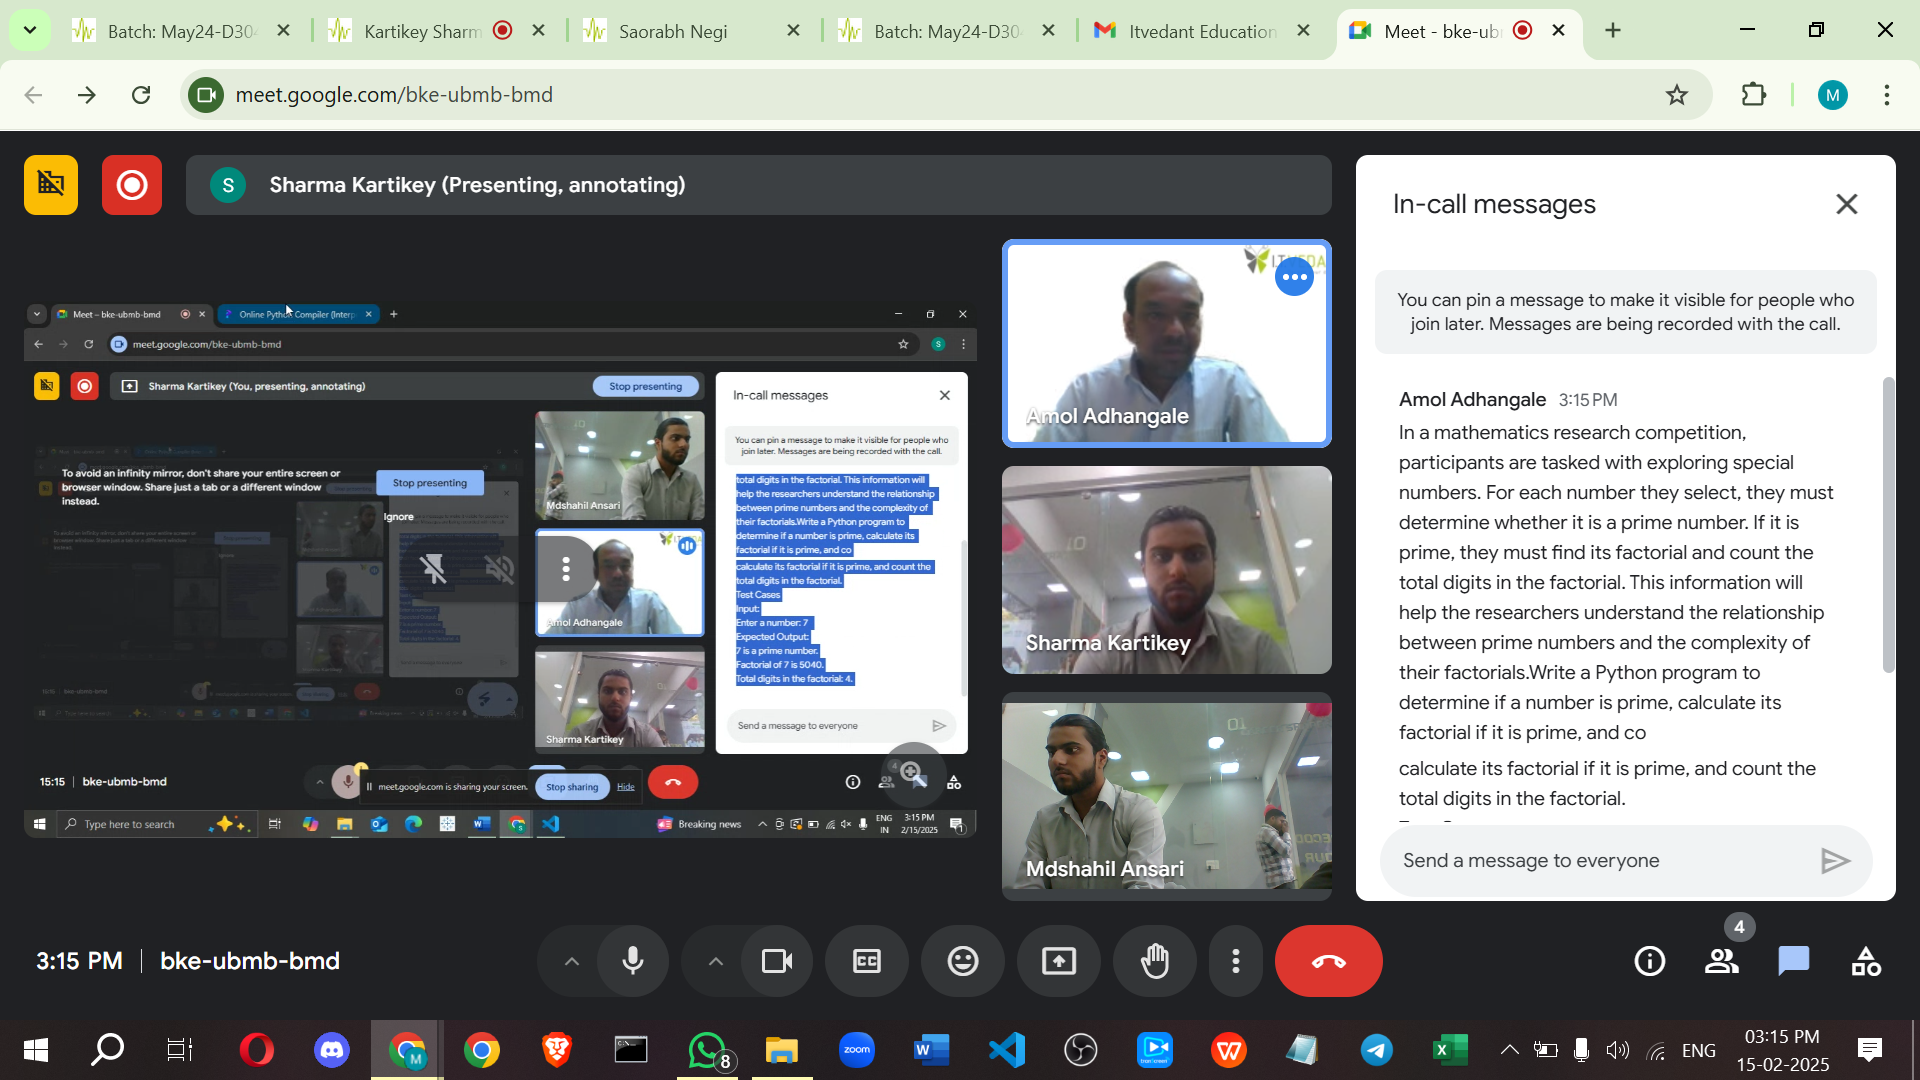 Batch: May24-D304
Kartikey Sharm
Saorabh Negi
Batch: May24-D30
Itvedant Education
Meet - bke-ub
meet.google.com/bke-ubmb-bmd
M
S
Sharma Kartikey (Presenting, annotating)
Meet – bke-ubmb-bmd
Online Python Compiler (Interp
meet.google.com/bke-ubmb-bmd
S
Sharma Kartikey (You, presenting, annotating)
Stop presenting
To avoid an infinity mirror, don't share your entire screen or
browser window. Share just a tab or a different window
instead.
Stop presenting
Ignore
Mdshahil Ansari
Amol Adhangale
Sharma Kartikey
In-call messages
You can pin a message to make it visible for people who
join later. Messages are being recorded with the call.
total digits in the factorial. This information will
help the researchers understand the relationship
between prime numbers and the complexity of
their factorials.Write a Python program to
determine if a number is prime, calculate its
factorial if it is prime, and co
calculate its factorial if it is prime, and count the
total digits in the factorial.
Test Cases
Input:
Enter a number: 7
Expected Output:
7 is a prime number.
Factorial of 7 is 5040.
Total digits in the factorial: 4.
Send a message to everyone
15:15 | bke-ubmb-bmd
meet.google.com is sharing your screen.
Stop sharing
Hide
4
Type here to search
Breaking news
ENG
IN
3:15 PM
2/15/2025
1
Amol Adhangale
Sharma Kartikey
Mdshahil Ansari
In-call messages
You can pin a message to make it visible for people who
join later. Messages are being recorded with the call.
Amol Adhangale 3:15 PM
In a mathematics research competition,
participants are tasked with exploring special
numbers. For each number they select, they must
determine whether it is a prime number. If it is
prime, they must find its factorial and count the
total digits in the factorial. This information will
help the researchers understand the relationship
between prime numbers and the complexity of
their factorials.Write a Python program to
determine if a number is prime, calculate its
factorial if it is prime, and co
calculate its factorial if it is prime, and count the
total digits in the factorial.
Send a message to everyone
3:15 PM | bke-ubmb-bmd
CC
4
M
8
zoom
ENG
03:15 PM
15-02-2025